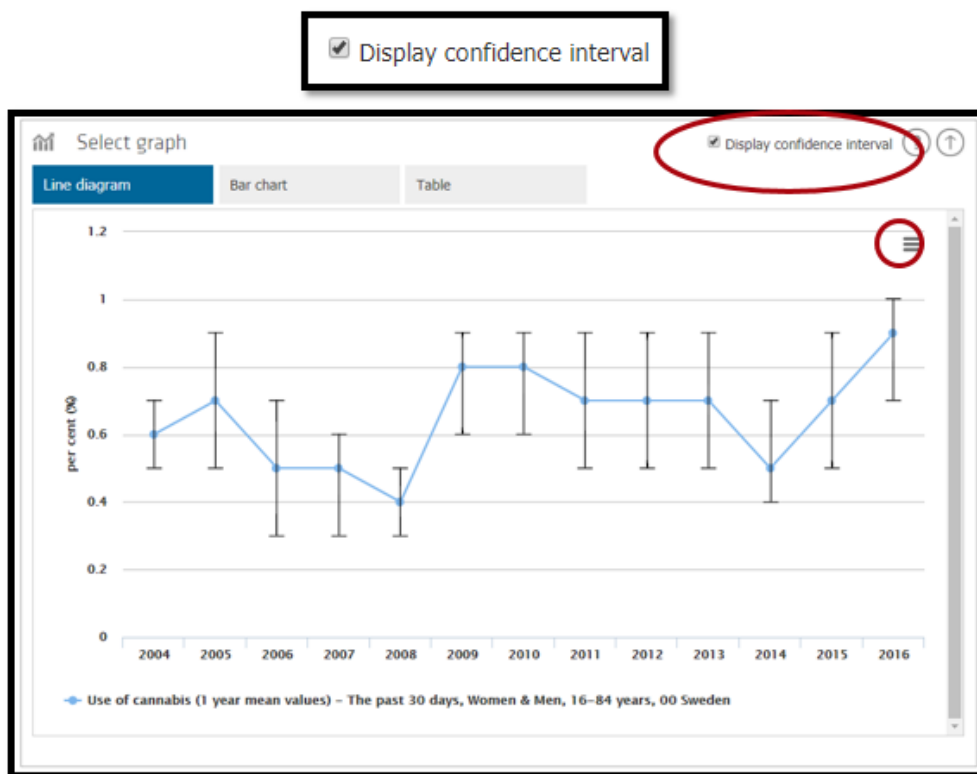 Display confidence interval
Select graph
Display confidence interval
Line diagram
Bar chart
Table
1.2
1
0.8
0.6
0.4
0.2
0
per cent (%)
2004 2005 2006 2007 2008 2009 2010 2011 2012 2013 2014 2015 2016
Use of cannabis (1 year mean values) – The past 30 days, Women & Men, 16–84 years, 00 Sweden